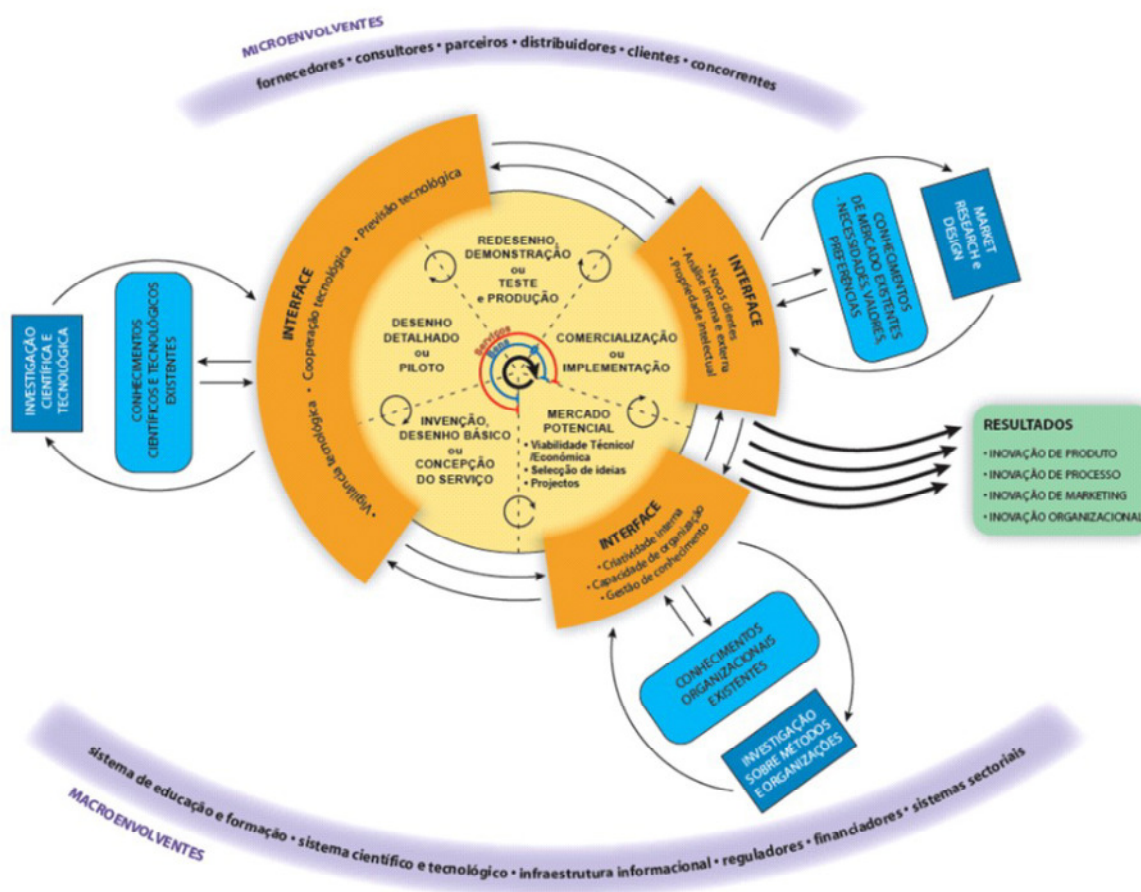 MICROENVOLVENTES
fornecedores • consultores • parceiros • distribuidores • clientes • concorrentes
INTERFACE
• Vigilância tecnológica • Cooperação tecnológica • Previsão tecnológica
INVESTIGAÇÃO
CIENTÍFICA E
TECNOLÓGICA
CONHECIMENTOS
CIENTÍFICOS E TECNOLÓGICOS
EXISTENTES
REDESENHO,
DEMONSTRAÇÃO
ou
TESTE
e PRODUÇÃO
DESENHO
DETALHADO
ou
PILOTO
Serviços
Bens
COMERCIALIZAÇÃO
ou
IMPLEMENTAÇÃO
INVENÇÃO,
DESENHO BÁSICO
ou
CONCEPÇÃO
DO SERVIÇO
MERCADO
POTENCIAL
• Viabilidade Técnico/
/Económica
• Selecção de ideias
• Projectos
INTERFACE
• Novos clientes
• Análise interna e externa
• Propriedade intelectual
CONHECIMENTOS
DE MERCADO EXISTENTES
- NECESSIDADES, VALORES,
PREFERÊNCIAS
MARKET
RESEARCH e
DESIGN
RESULTADOS
• INOVAÇÃO DE PRODUTO
• INOVAÇÃO DE PROCESSO
• INOVAÇÃO DE MARKETING
• INOVAÇÃO ORGANIZACIONAL
INTERFACE
• Criatividade interna
• Capacidade de organização
• Gestão de conhecimento
CONHECIMENTOS
ORGANIZACIONAIS
EXISTENTES
INVESTIGAÇÃO
SOBRE MÉTODOS
E ORGANIZAÇÕES
sistema de educação e formação • sistema científico e tecnológico • infraestrutura informacional • reguladores • financiadores • sistemas sectoriais
MACROENVOLVENTES